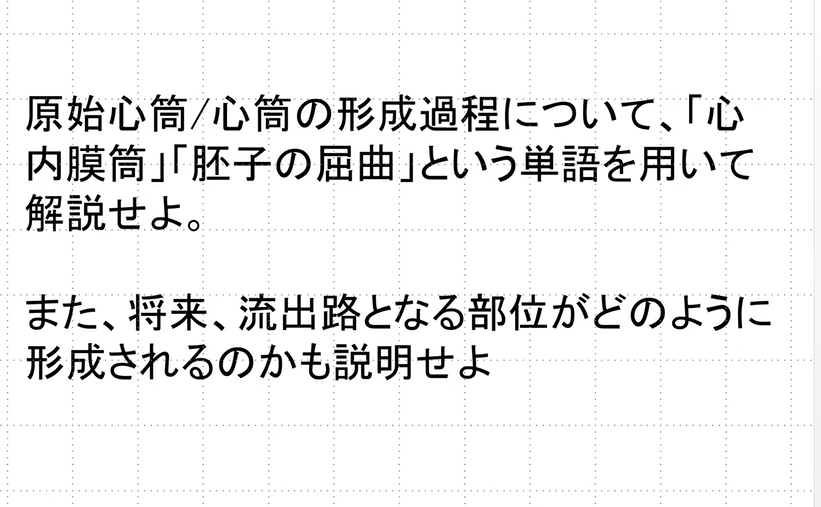 原始心筒/心筒の形成過程について、「心
内膜筒」「胚子の屈曲」という単語を用いて
解説せよ。
また、将来、流出路となる部位がどのように
形成されるのかも説明せよ